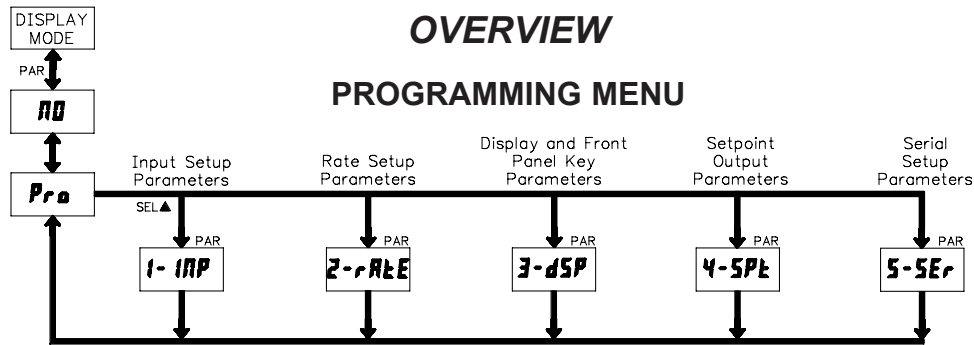 OVERVIEW
PROGRAMMING MENU
DISPLAY
MODE
PAR
NO
Pro
SEL▲
Input Setup
Parameters
PAR
1-INP
Rate Setup
Parameters
PAR
2-rAtE
Display and Front
Panel Key
Parameters
PAR
3-dSP
Setpoint
Output
Parameters
PAR
4-SPt
Serial
Setup
Parameters
PAR
5-SEr